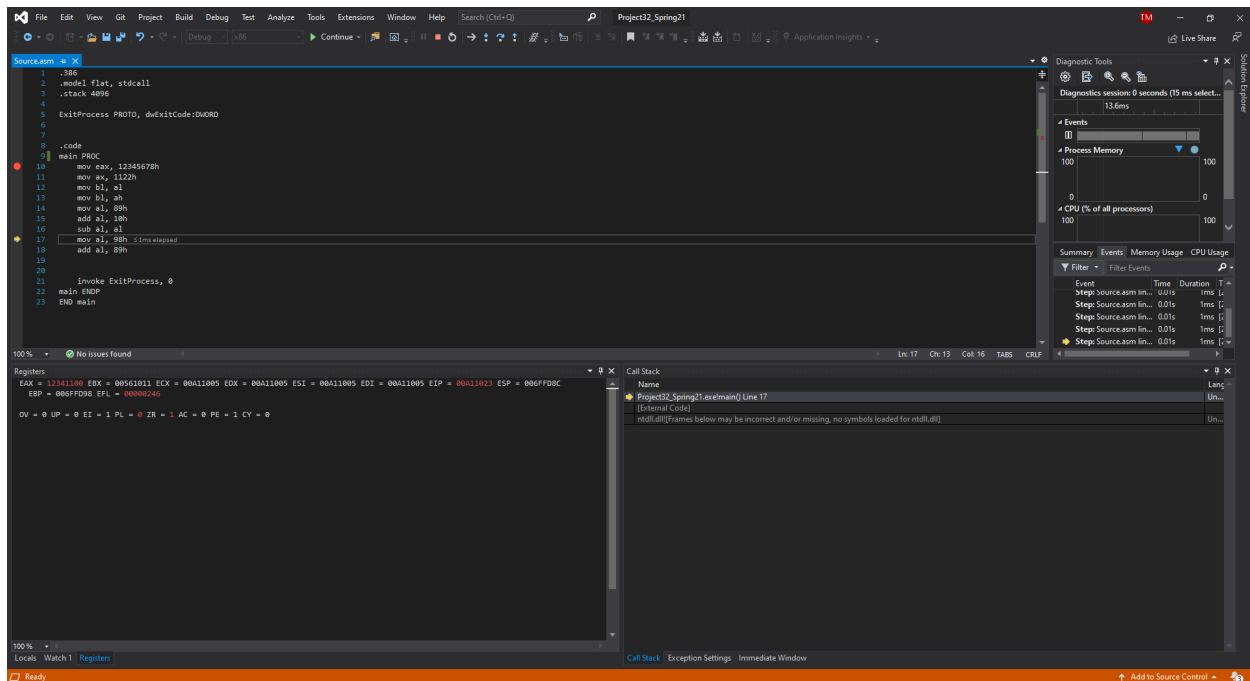 File Edit View Git Project Build Debug Test Analyze Tools Extensions Window Help Search (Ctrl+Q) Project32_Spring21 TM
Debug x86 Continue Application Insights Live Share
Source.asm
1 .386
2 .model flat, stdcall
3 .stack 4096
4
5 ExitProcess PROTO, dwExitCode:DWORD
6
7
8 .code
9 main PROC
10 mov eax, 12345678h
11 mov ax, 1122h
12 mov bl, al
13 mov bl, ah
14 mov al, 89h
15 add al, 10h
16 sub al, al
17 mov al, 98h ≤1ms elapsed
18 add al, 89h
19
20
21 invoke ExitProcess, 0
22 main ENDP
23 END main
100 % No issues found Ln: 17 Ch: 13 Col: 16 TABS CRLF
Diagnostic Tools
Diagnostics session: 0 seconds (15 ms select...
13.6ms
Events
Process Memory
100 100
0 0
CPU (% of all processors)
100 100
Summary Events Memory Usage CPU Usage
Filter Filter Events
Event Time Duration T
Step: Source.asm lin... 0.01s 1ms [
Step: Source.asm lin... 0.01s 1ms [
Step: Source.asm lin... 0.01s 1ms [
Step: Source.asm lin... 0.01s 1ms [
Step: Source.asm lin... 0.01s 1ms [
Solution Explorer
Registers
EAX = 12341100 EBX = 00561011 ECX = 00A11005 EDX = 00A11005 ESI = 00A11005 EDI = 00A11005 EIP = 00A11023 ESP = 006FFD8C
EBP = 006FFD98 EFL = 00000246
OV = 0 UP = 0 EI = 1 PL = 0 ZR = 1 AC = 0 PE = 1 CY = 0
100 %
Locals Watch 1 Registers
Call Stack
Name Lang
Project32_Spring21.exe!main() Line 17 Un...
[External Code]
ntdll.dll![Frames below may be incorrect and/or missing, no symbols loaded for ntdll.dll] Un...
Call Stack Exception Settings Immediate Window
Ready Add to Source Control 3